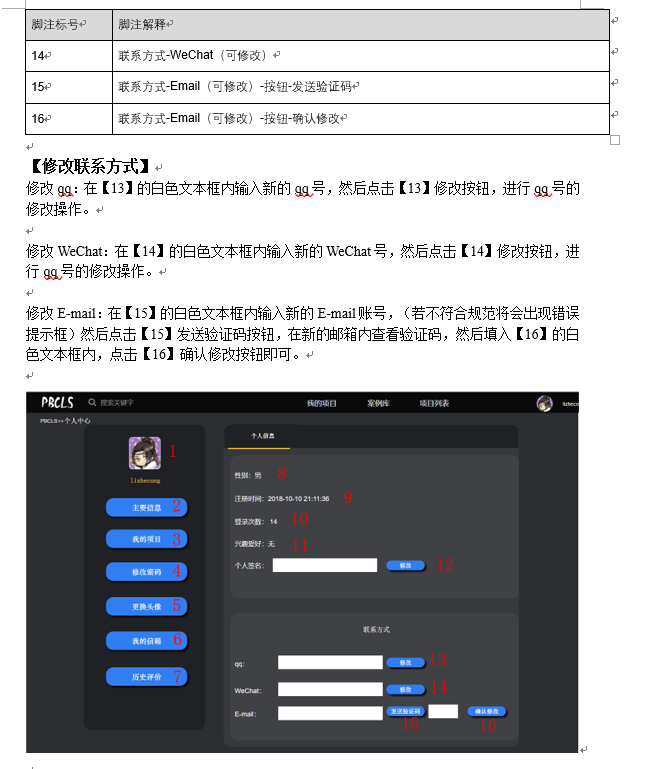 脚注标号 脚注解释
14 联系方式-WeChat（可修改）
15 联系方式-Email（可修改）-按钮-发送验证码
16 联系方式-Email（可修改）-按钮-确认修改
【修改联系方式】
修改 qq：在【13】的白色文本框内输入新的 qq 号，然后点击【13】修改按钮，进行 qq 号的
修改操作。
修改 WeChat：在【14】的白色文本框内输入新的 WeChat 号，然后点击【14】修改按钮，进
行 qq 号的修改操作。
修改 E-mail：在【15】的白色文本框内输入新的 E-mail 账号，（若不符合规范将会出现错误
提示框）然后点击【15】发送验证码按钮，在新的邮箱内查看验证码，然后填入【16】的白
色文本框内，点击【16】确认修改按钮即可。
PBCLS 搜索关键字 我的项目 案例库 项目列表 lizheco
PBCLS>>个人中心
1
lizhecong
主要信息 2
我的项目 3
修改密码 4
更换头像 5
我的信箱 6
历史评价 7
个人信息
性别：男 8
注册时间：2018-10-10 21:11:36 9
登录次数：14 10
兴趣爱好：无 11
个人签名： 修改 12
联系方式
qq： 修改 13
WeChat： 修改 14
E-mail： 发送验证码 确认修改
15 16